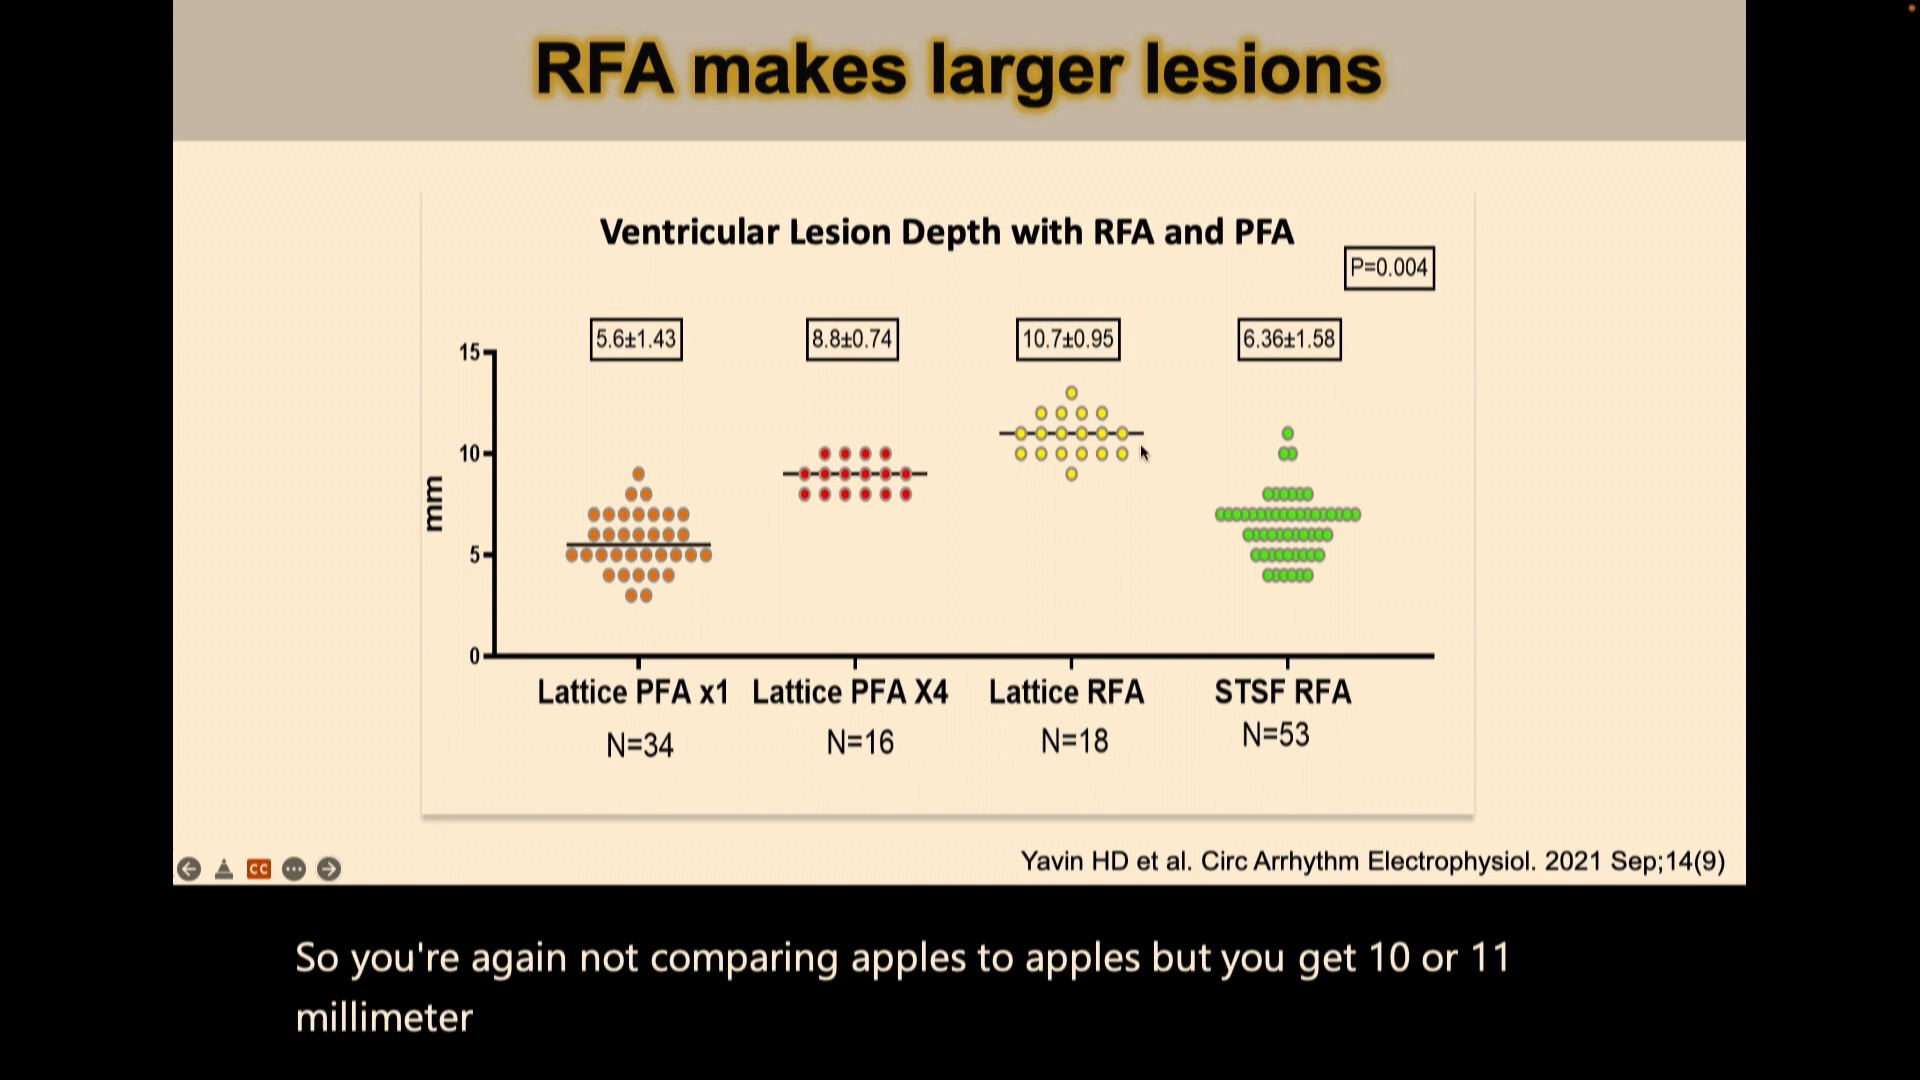 RFA makes larger lesions
Ventricular Lesion Depth with RFA and PFA
P=0.004
5.6±1.43 8.8±0.74 10.7±0.95 6.36±1.58
15
10
5
0
mm
Lattice PFA x1 Lattice PFA X4 Lattice RFA STSF RFA
N=34 N=16 N=18 N=53
CC
Yavin HD et al. Circ Arrhythm Electrophysiol. 2021 Sep;14(9)
So you're again not comparing apples to apples but you get 10 or 11
millimeter